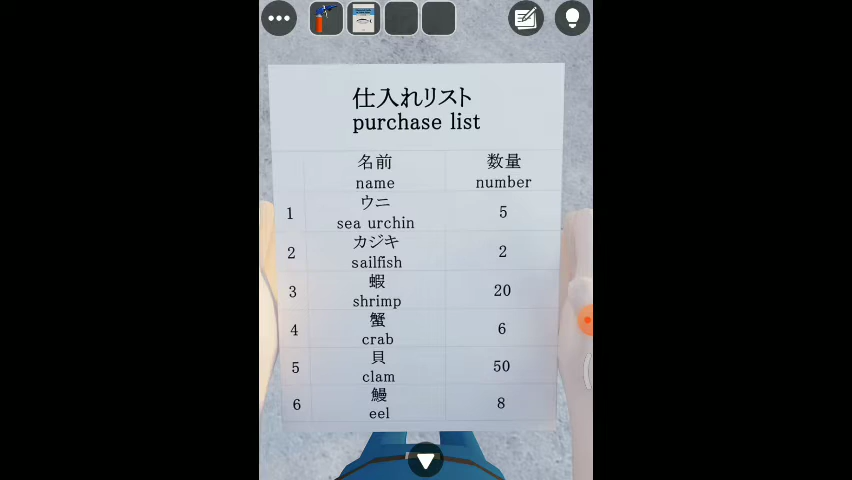 仕入れリスト
purchase list
名前 数量
name number
1 ウニ 5
sea urchin
2 カジキ 2
sailfish
3 蝦 20
shrimp
4 蟹 6
crab
5 貝 50
clam
6 鰻 8
eel